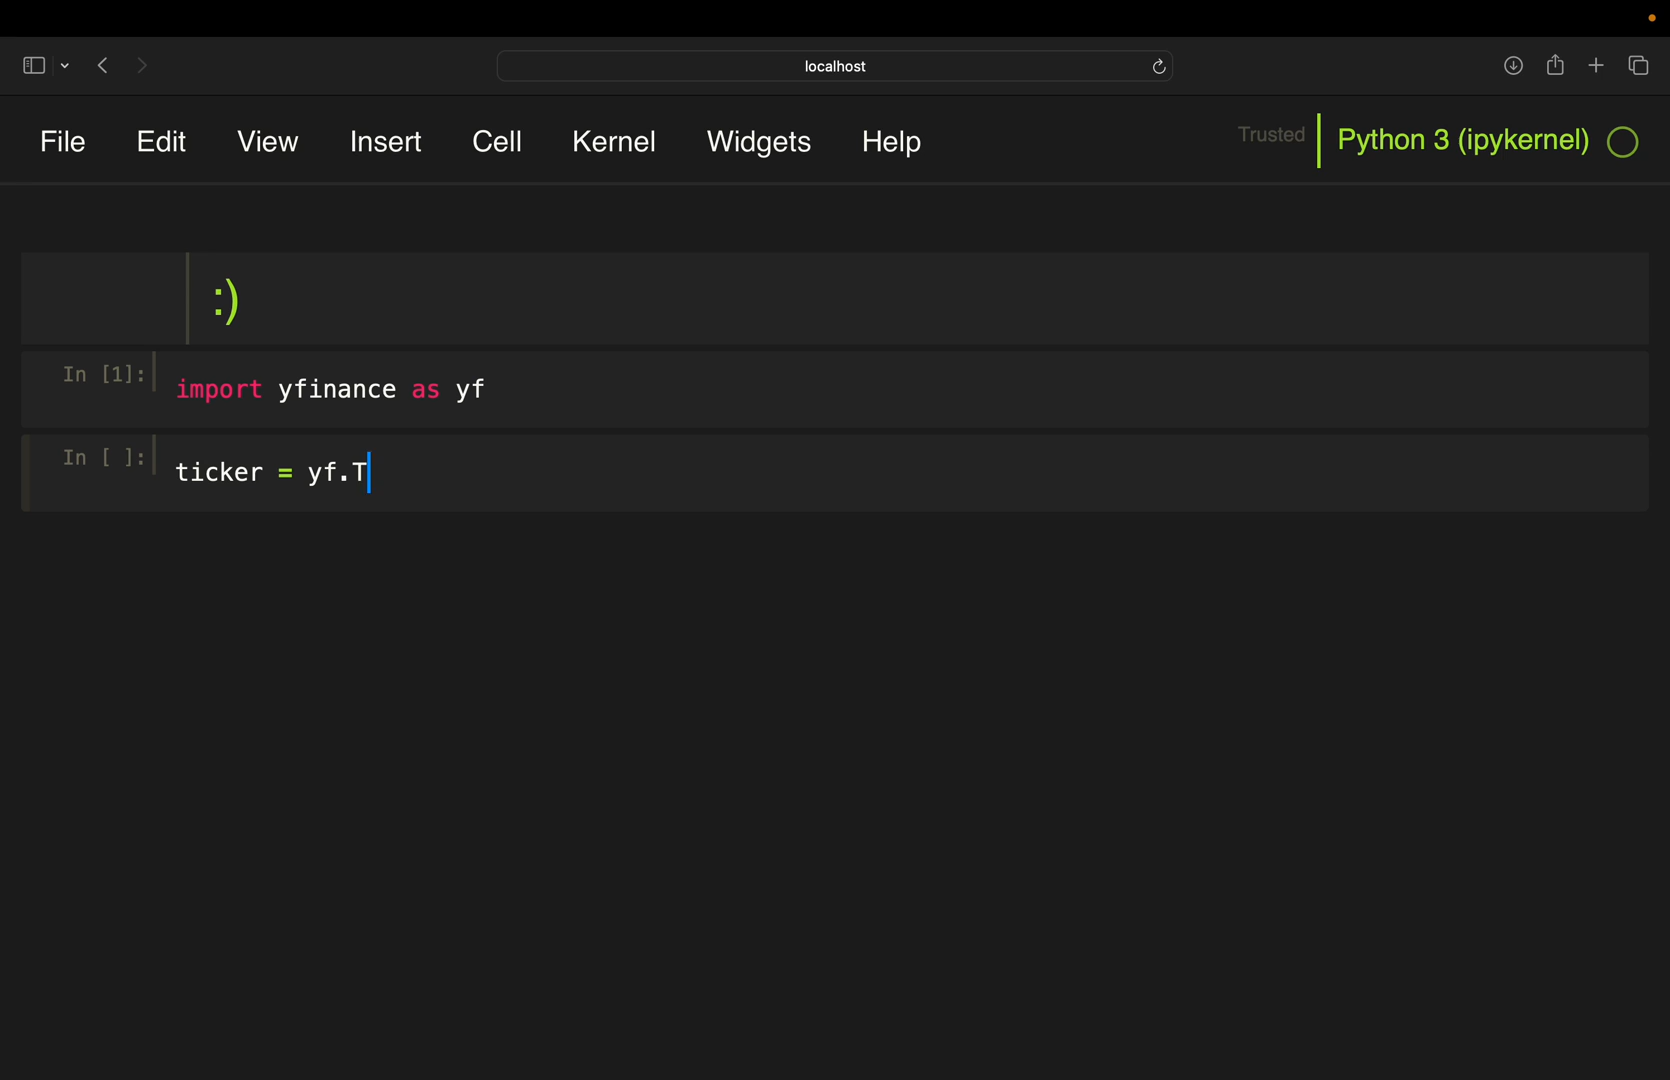 localhost
File Edit View Insert Cell Kernel Widgets Help Trusted Python 3 (ipykernel)
:)
In [1]: import yfinance as yf
In [ ]: ticker = yf.T